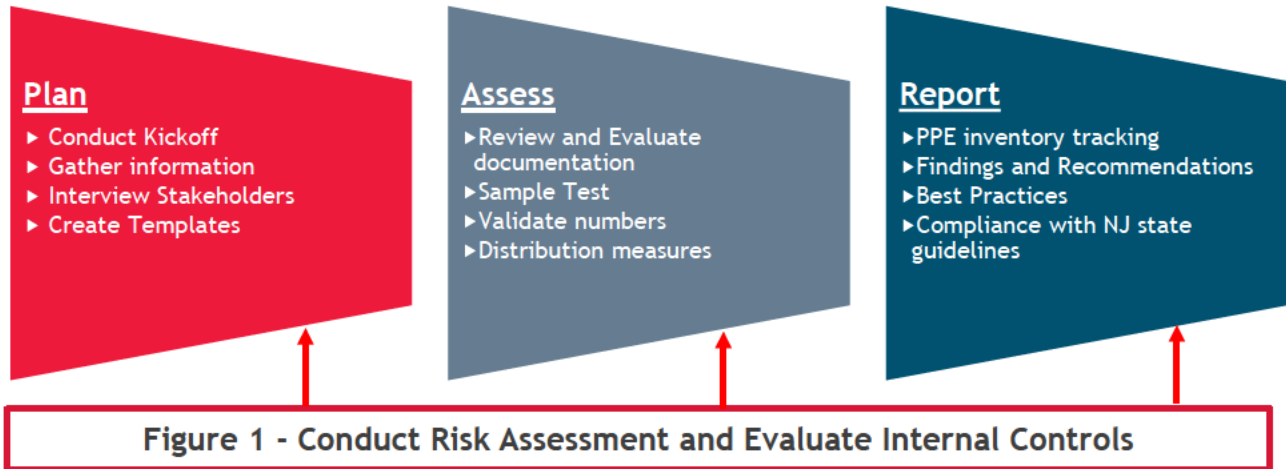 Plan
▶ Conduct Kickoff
▶ Gather information
▶ Interview Stakeholders
▶ Create Templates
Assess
▶Review and Evaluate
documentation
▶Sample Test
▶Validate numbers
▶Distribution measures
Report
▶PPE inventory tracking
▶Findings and Recommendations
▶Best Practices
▶Compliance with NJ state
guidelines
Figure 1 - Conduct Risk Assessment and Evaluate Internal Controls